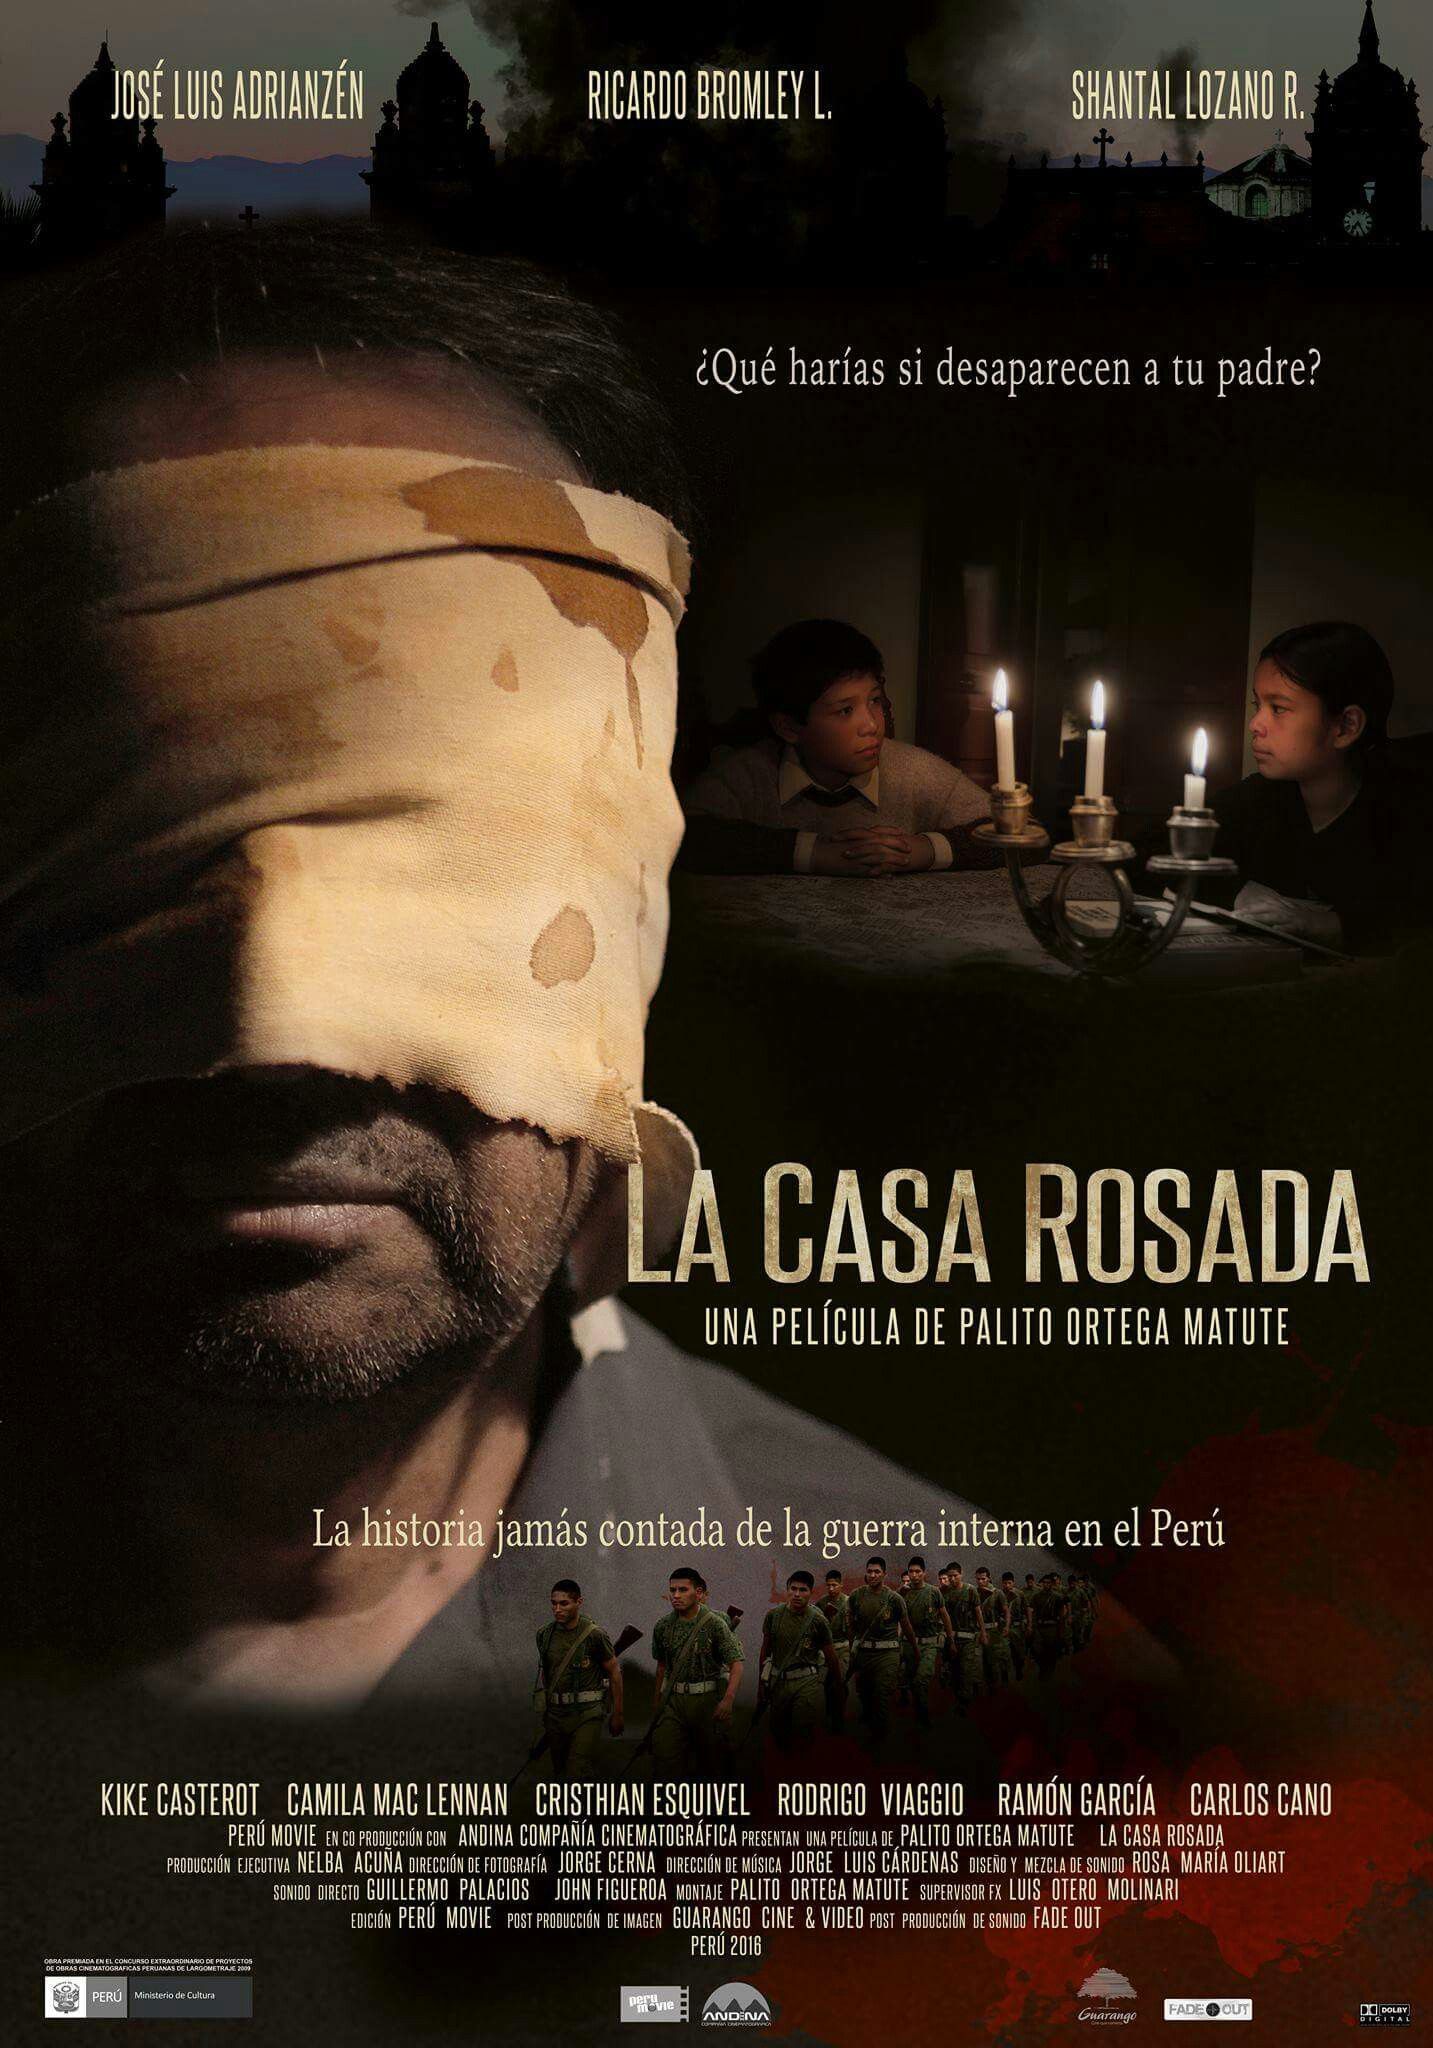 JOSÉ LUIS ADRIANZÉN RICARDO BROMLEY L. SHANTAL LOZANO R.
¿Qué harías si desaparecen a tu padre?
LA CASA ROSADA
UNA PELÍCULA DE PALITO ORTEGA MATUTE
La historia jamás contada de la guerra interna en el Perú
KIKE CASTEROT CAMILA MAC LENNAN CRISTHIAN ESQUIVEL RODRIGO VIAGGIO RAMÓN GARCÍA CARLOS CANO
PERÚ MOVIE EN CO PRODUCCIÓN CON ANDINA COMPAÑÍA CINEMATOGRÁFICA PRESENTAN UNA PELÍCULA DE PALITO ORTEGA MATUTE LA CASA ROSADA
PRODUCCIÓN EJECUTIVA NELBA ACUÑA DIRECCIÓN DE FOTOGRAFÍA JORGE CERNA DIRECCIÓN DE MÚSICA JORGE LUIS CÁRDENAS DISEÑO Y MEZCLA DE SONIDO ROSA MARÍA OLIART
SONIDO DIRECTO GUILLERMO PALACIOS JOHN FIGUEROA MONTAJE PALITO ORTEGA MATUTE SUPERVISOR FX LUIS OTERO MOLINARI
EDICIÓN PERÚ MOVIE POST PRODUCCIÓN DE IMAGEN GUARANGO CINE & VIDEO POST PRODUCCIÓN DE SONIDO FADE OUT
PERÚ 2016
OBRA PREMIADA EN EL CONCURSO EXTRAORDINARIO DE PROYECTOS
DE OBRAS CINEMATOGRAFICAS PERUANAS DE LARGOMETRAJE 2009
PERÚ Ministerio de Cultura
peru movie
ANDINA
COMPAÑÍA CINEMATOGRÁFICA
Guarango
FADE OUT
DOLBY
DIGITAL